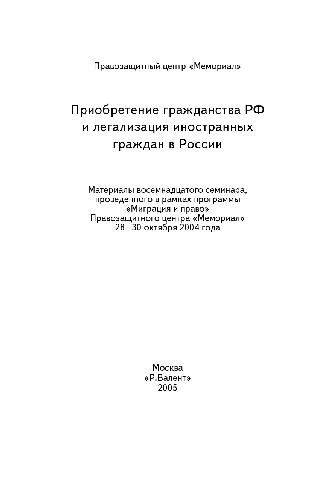 Правозащитный центр «Мемориал»
Приобретение гражданства РФ
и легализация иностранных
граждан в России
Материалы восемнадцатого семинара,
проведенного в рамках программы
«Миграция и право»
Правозащитного центра «Мемориал»
28 - 30 октября 2004 года
Москва
«Р.Валент»
2005